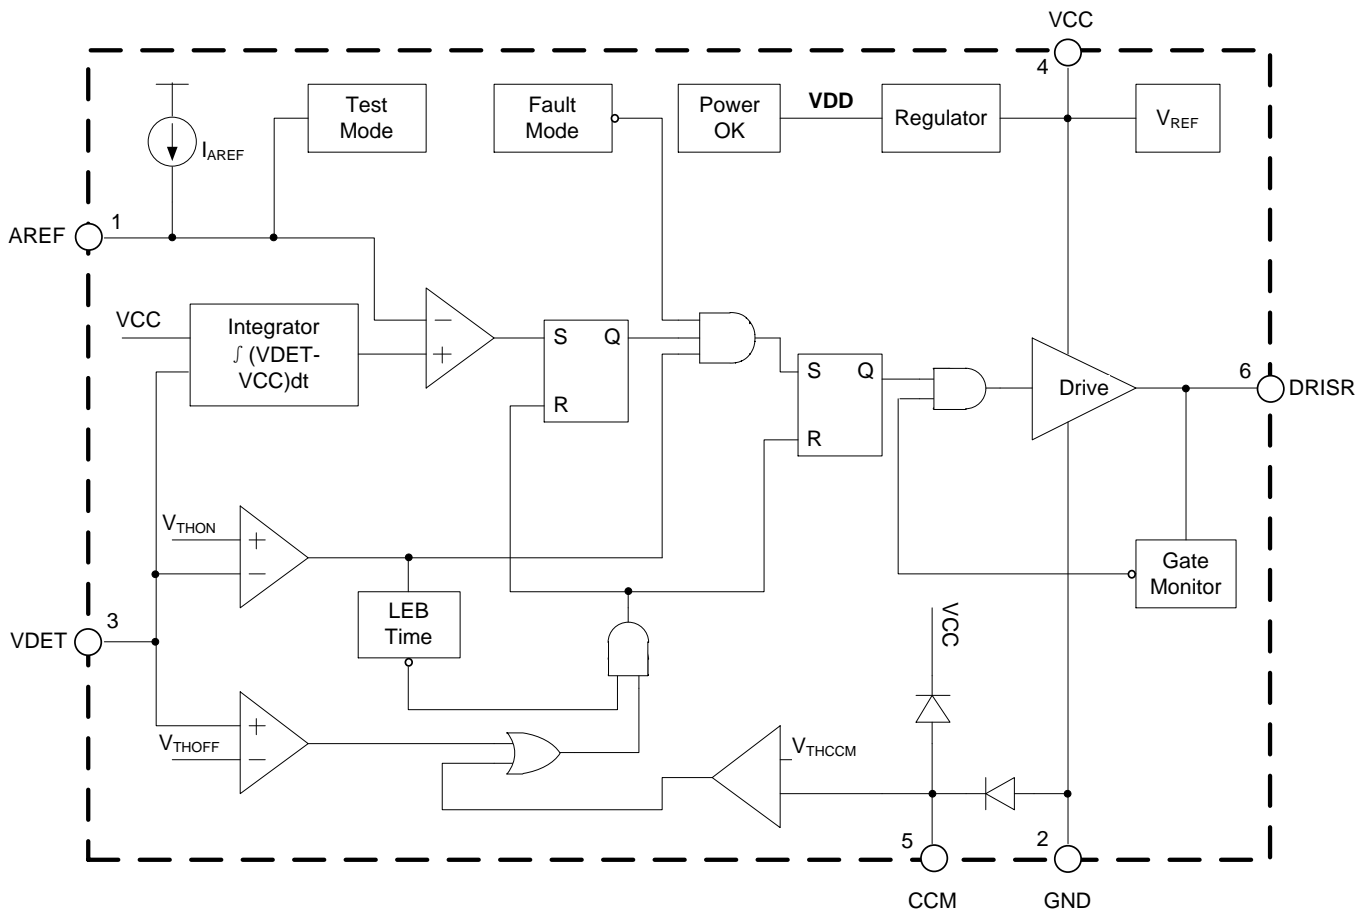 VCC
4
Test
Mode
Fault
Mode
Power
OK
VDD
Regulator
VREF
IAREF
1
AREF
VCC
Integrator
∫ (VDET-
VCC)dt
−
+
S
Q
R
S
Q
R
Drive
6
DRISR
VTHON
+
−
Gate
Monitor
3
VDET
LEB
Time
VCC
+
−
VTHOFF
VTHCCM
5
2
CCM
GND